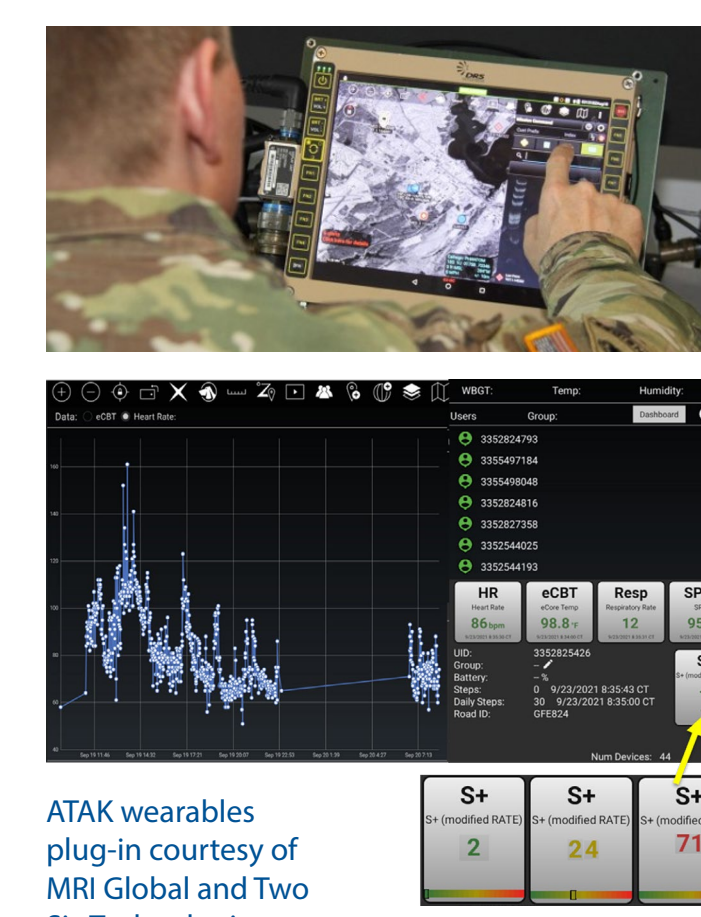 DRS
Data: eCBT Heart Rate:
160
140
120
100
80
60
40
Sep 19 11:46 Sep 19 14:32 Sep 19 17:21 Sep 19 20:07 Sep 19 22:53 Sep 20 1:39 Sep 20 4:27 Sep 20 7:13
WBGT: Temp: Humidity:
Users Group: Dashboard
3352824793
3355497184
3355498048
3352824816
3352827358
3352544025
3352544193
HR eCBT Resp SP
Heart Rate eCore Temp Respiratory Rate
86 bpm 98.8 °F 12 95
UID: 3352825426
Group: --
Battery: -- %
Steps: 0 9/23/2021 8:35:43 CT
Daily Steps: 30 9/23/2021 8:35:00 CT
Road ID: GFE824
Num Devices: 44
S+ S+ S+
S+ (modified RATE) S+ (modified RATE) S+ (modified
2 24 71
ATAK wearables
plug-in courtesy of
MRI Global and Two